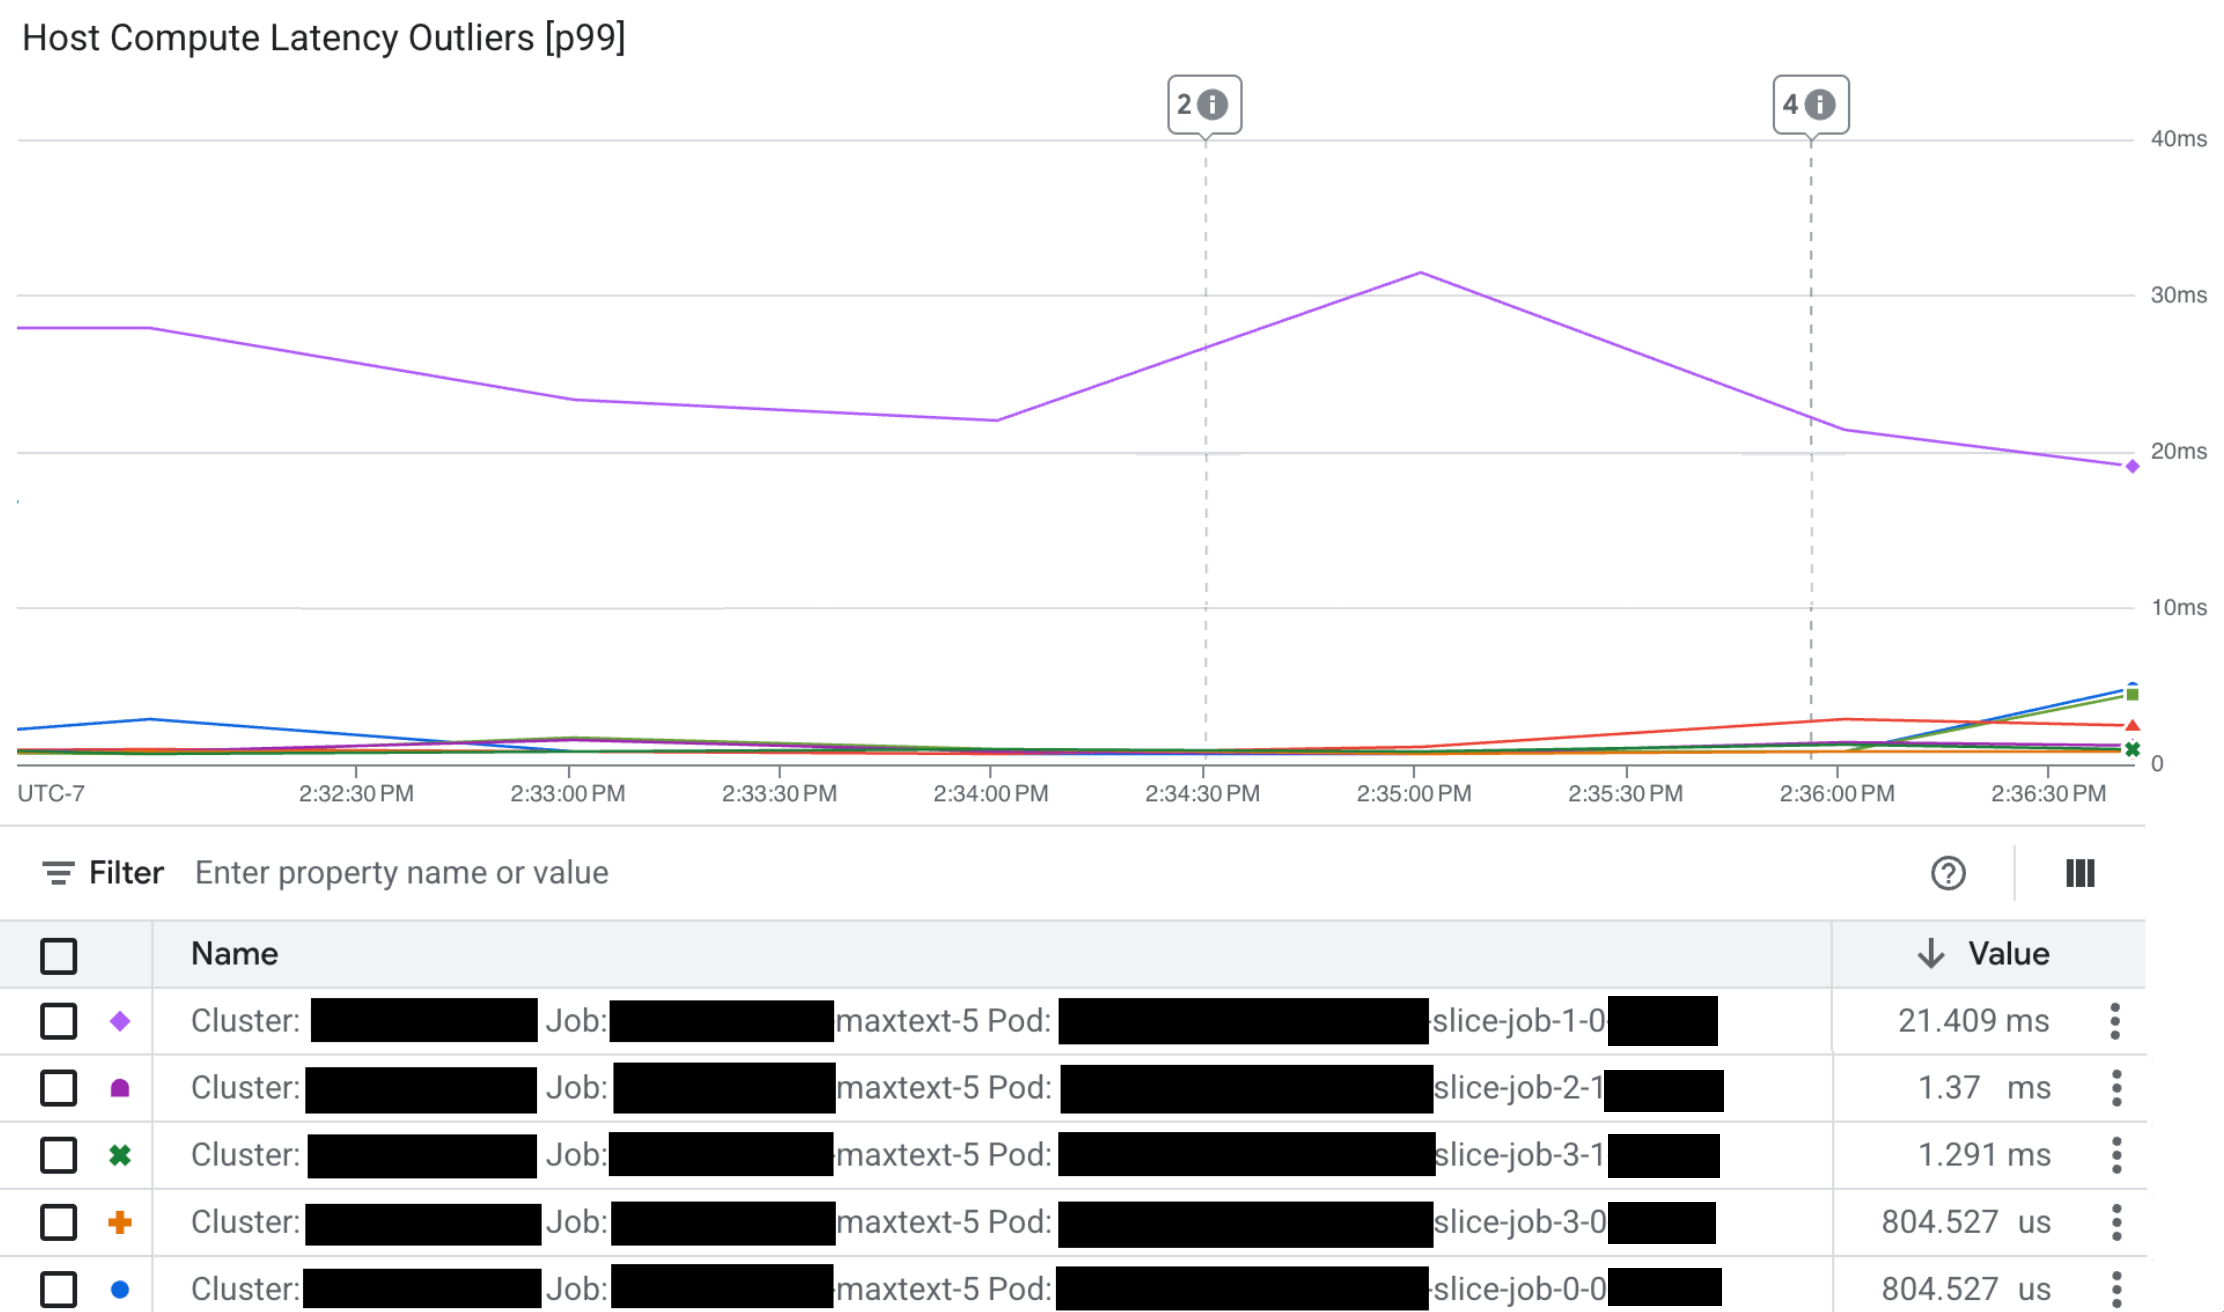 Host Compute Latency Outliers [p99]
2 4
40ms
30ms
20ms
10ms
0
UTC-7 2:32:30 PM 2:33:00 PM 2:33:30 PM 2:34:00 PM 2:34:30 PM 2:35:00 PM 2:35:30 PM 2:36:00 PM 2:36:30 PM
Filter Enter property name or value
Name Value
Cluster: Job: maxtext-5 Pod: -slice-job-1-0- 21.409 ms
Cluster: Job: maxtext-5 Pod: slice-job-2-1 1.37 ms
Cluster: Job: -maxtext-5 Pod: slice-job-3-1 1.291 ms
Cluster: Job: maxtext-5 Pod: slice-job-3-0 804.527 us
Cluster: Job: -maxtext-5 Pod: -slice-job-0-0 804.527 us